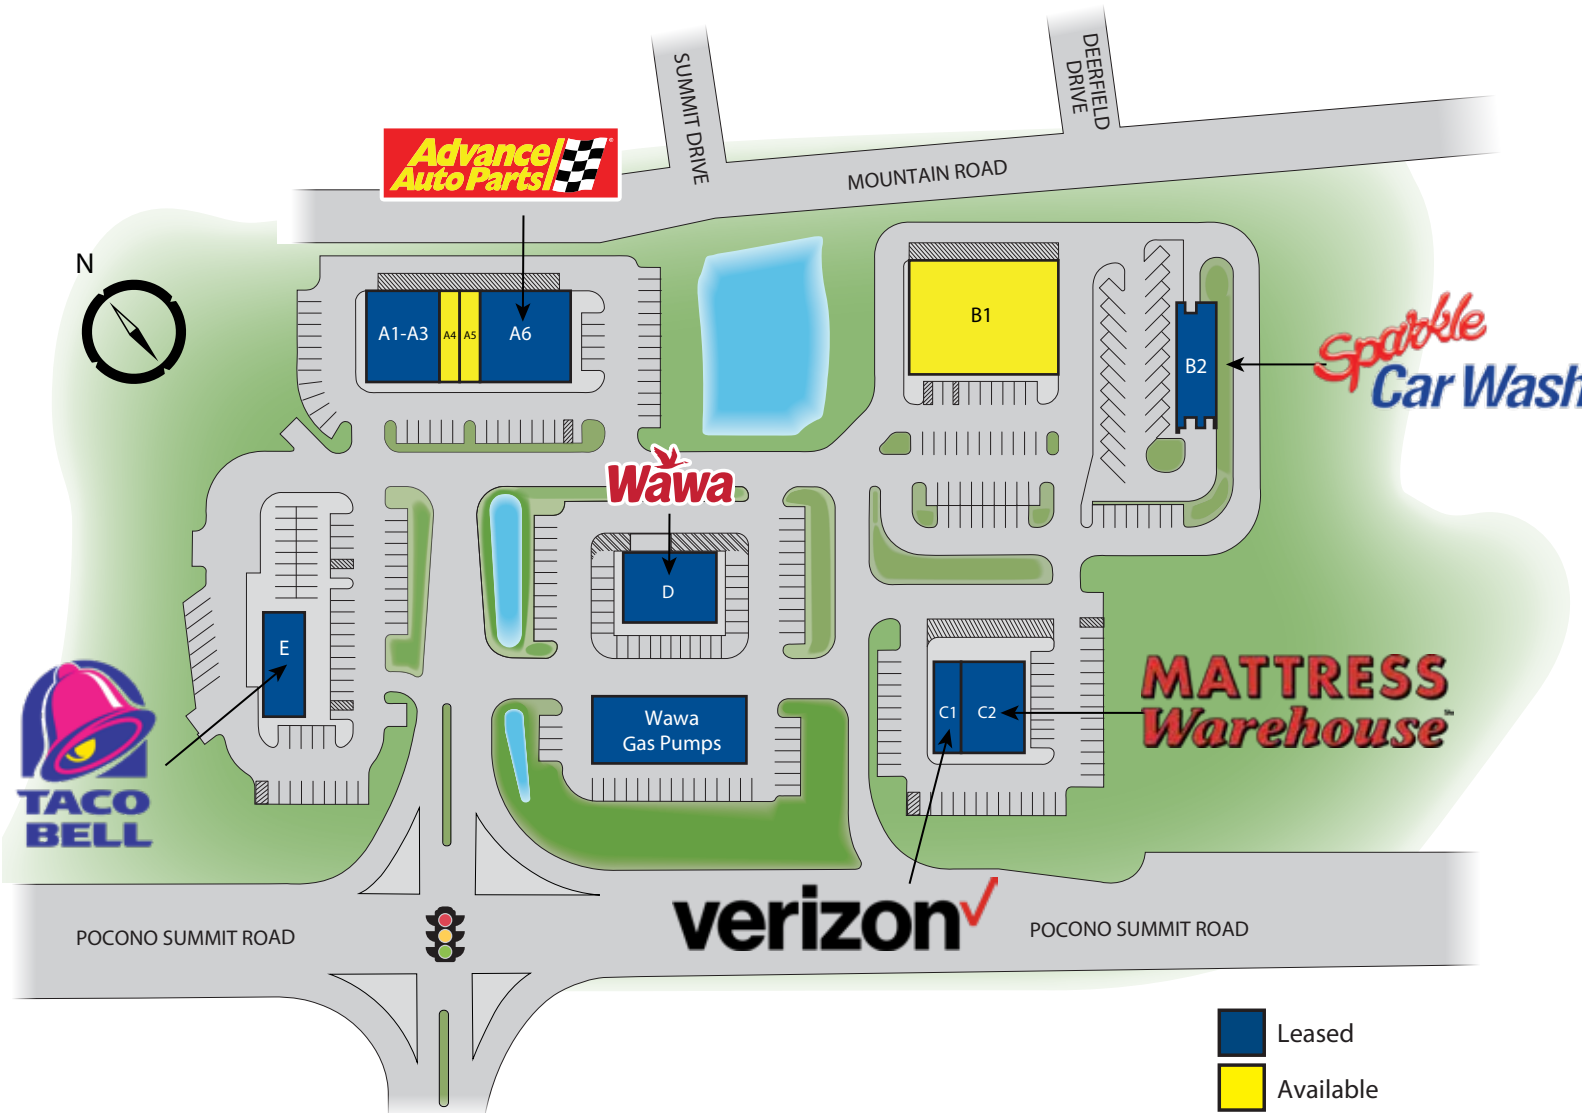 SUMMIT DRIVE
DEERFIELD
DRIVE
MOUNTAIN ROAD
Advance
Auto Parts
N
A1-A3
A4
A5
A6
B1
B2
Sparkle
Car Wash
Wawa
D
E
Wawa
Gas Pumps
C1
C2
MATTRESS
Warehouse
TACO
BELL
verizon
POCONO SUMMIT ROAD
POCONO SUMMIT ROAD
Leased
Available